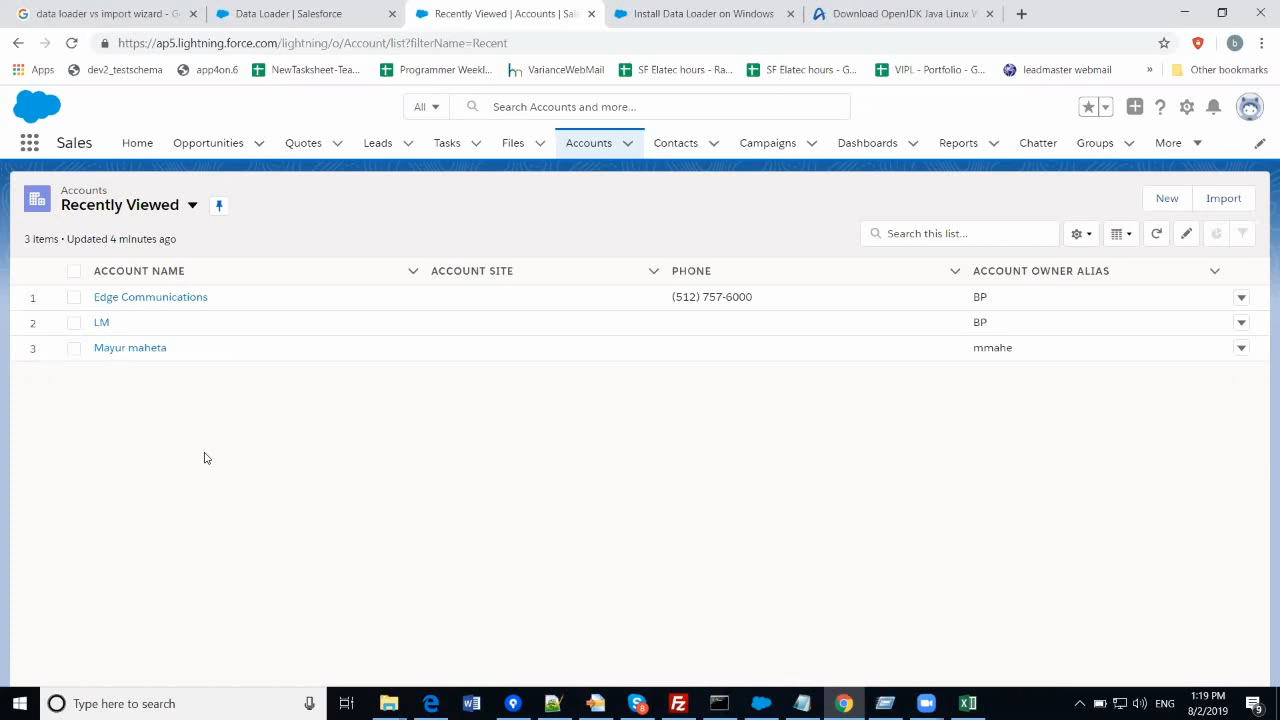 data loader vs import wizard - G
Data Loader | Salesforce
Recently Viewed | Accounts | Sale
Install Data Loader on Windows
Download OpenJDK Java Linux W
https://ap5.lightning.force.com/lightning/o/Account/list?filterName=Recent
b
Apps
dev2_testschema
app4on.6
NewTasksheet-Tea...
Programmer Weekl...
VarianceWebMail
SF Elatec hours - Ra...
SF Elatec hours - G...
VIPL - Portfolio - G...
leadmaster webmail
»
Other bookmarks
All
Search Accounts and more...
Sales
Home
Opportunities
Quotes
Leads
Tasks
Files
Accounts
Contacts
Campaigns
Dashboards
Reports
Chatter
Groups
More
Accounts
Recently Viewed
New
Import
3 items • Updated 4 minutes ago
Search this list...
ACCOUNT NAME ACCOUNT SITE PHONE ACCOUNT OWNER ALIAS
1 Edge Communications (512) 757-6000 BP
2 LM BP
3 Mayur maheta mmahe
Type here to search
8
ENG
1:19 PM
8/2/2019